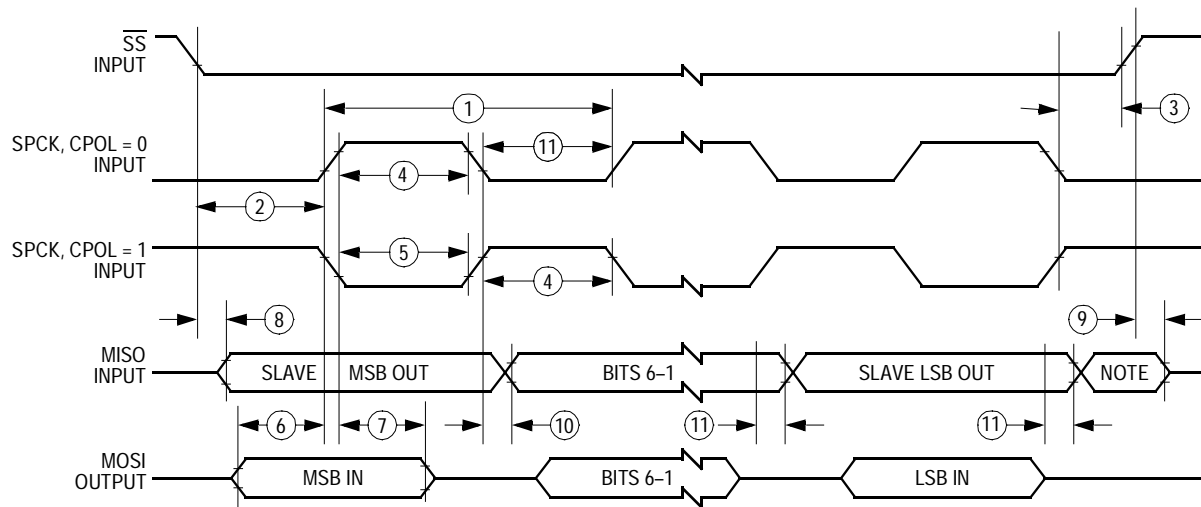 SS
INPUT
1
3
SPCK, CPOL = 0
INPUT
11
4
2
SPCK, CPOL = 1
INPUT
5
4
8
9
MISO
INPUT
SLAVE MSB OUT
BITS 6–1
SLAVE LSB OUT
NOTE
6
7
10
11
11
MOSI
OUTPUT
MSB IN
BITS 6–1
LSB IN